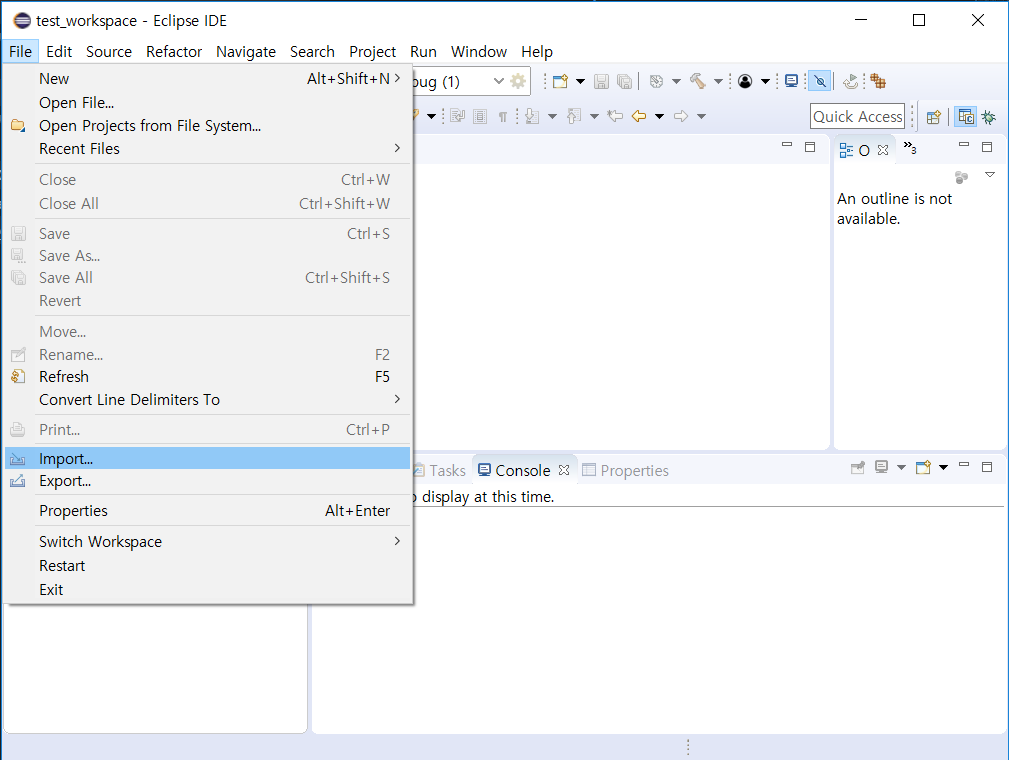 test_workspace - Eclipse IDE
File Edit Source Refactor Navigate Search Project Run Window Help
New Alt+Shift+N
Open File...
Open Projects from File System...
Recent Files
Close Ctrl+W
Close All Ctrl+Shift+W
Save Ctrl+S
Save As...
Save All Ctrl+Shift+S
Revert
Move...
Rename... F2
Refresh F5
Convert Line Delimiters To
Print... Ctrl+P
Import...
Export...
Properties Alt+Enter
Switch Workspace
Restart
Exit
(1)
Quick Access
O
3
An outline is not
available.
Tasks Console Properties
display at this time.